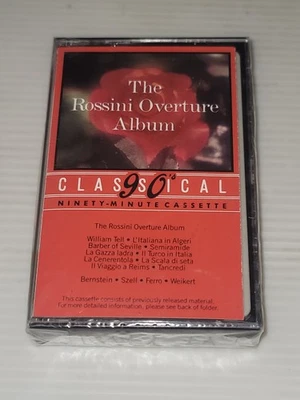 The
Rossini Overture
Album
CLASSICAL
90's
NINETY-MINUTE CASSETTE
The Rossini Overture Album
William Tell • L'Italiana in Algeri
Barber of Seville • Semiramide
La Gazza ladra • Il Turco in Italia
La Cenerentola • La Scala di seta
Il Viaggio a Reims • Tancredi
Bernstein • Szell • Ferro • Weikert
This cassette consists of previously released material.
For more detailed information, please see back of folder.